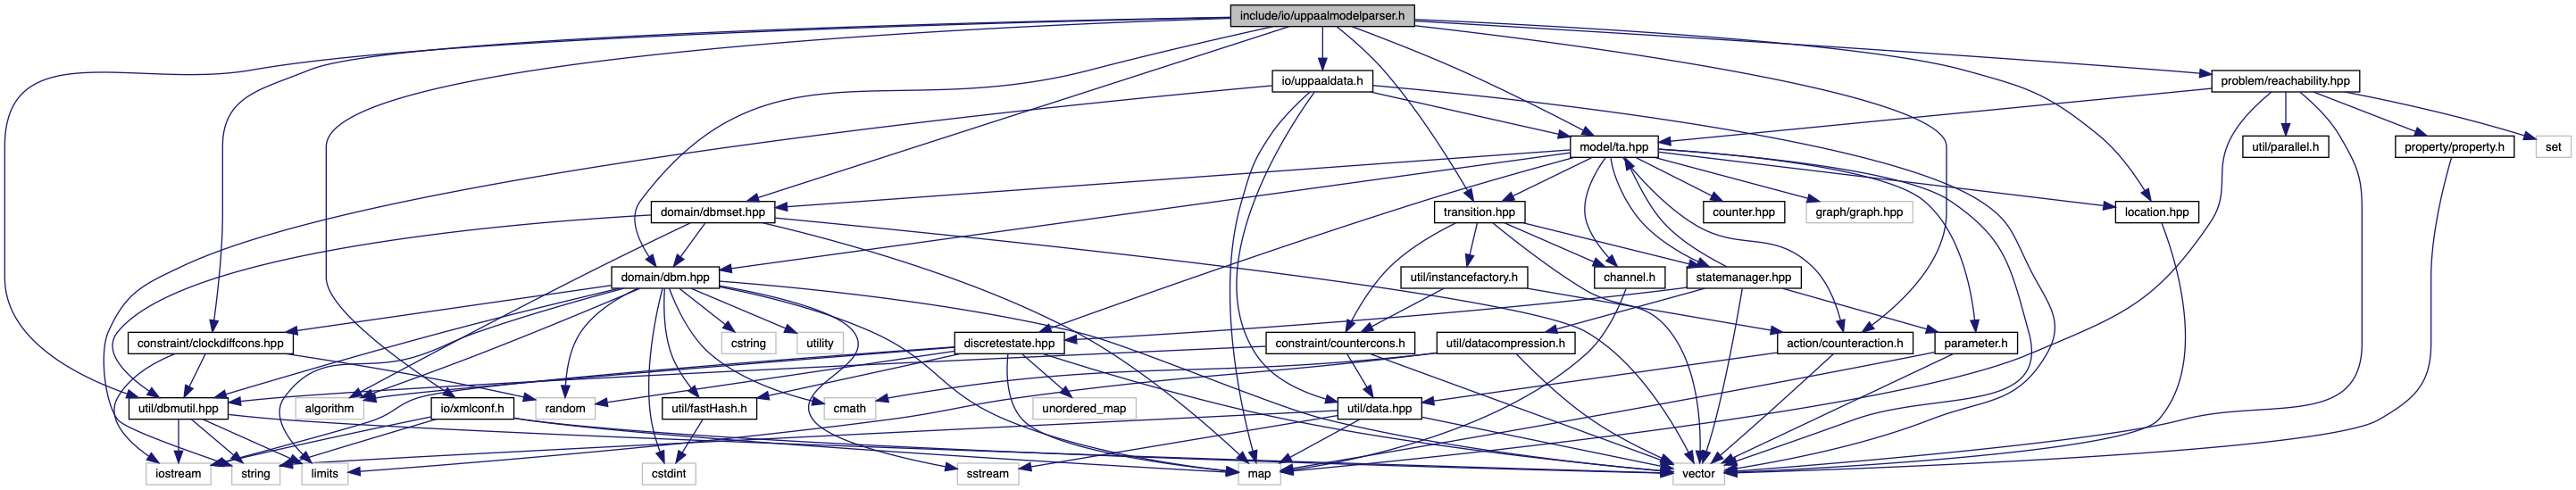 include/io/uppaalmodelparser.h
io/uppaaldata.h
problem/reachability.hpp
model/ta.hpp
util/parallel.h
property/property.h
set
domain/dbmset.hpp
transition.hpp
counter.hpp
graph/graph.hpp
location.hpp
domain/dbm.hpp
util/instancefactory.h
channel.h
statemanager.hpp
constraint/clockdiffcons.hpp
cstring
utility
discretestate.hpp
constraint/countercons.h
util/datacompression.h
action/counteraction.h
parameter.h
util/dbmutil.hpp
algorithm
io/xmlconf.h
random
util/fastHash.h
cmath
unordered_map
util/data.hpp
iostream
string
limits
cstdint
sstream
map
vector